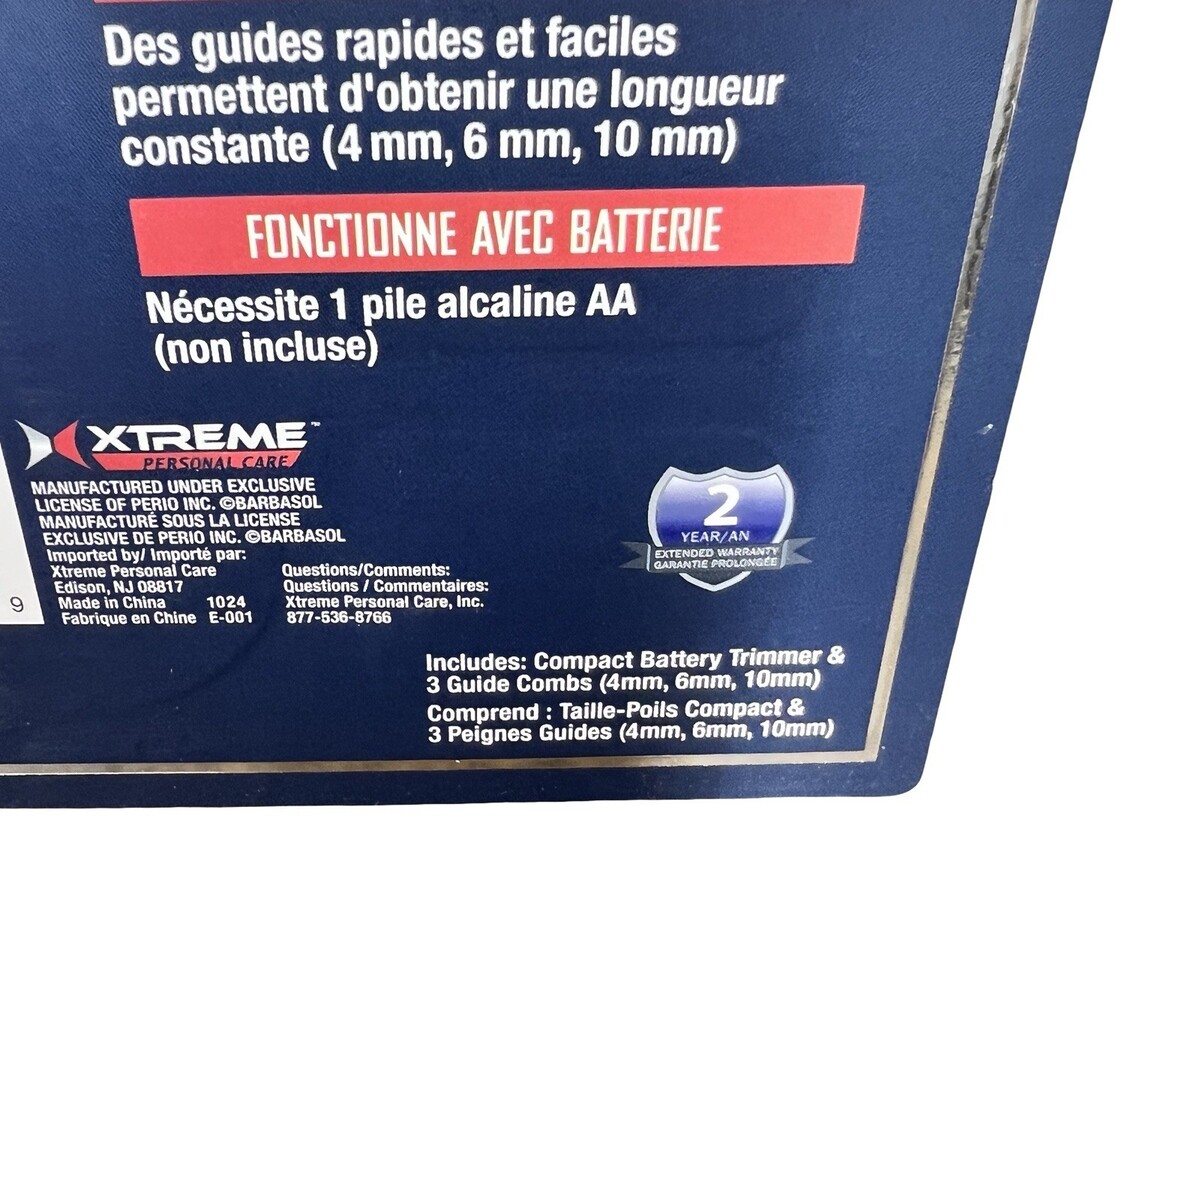 Des guides rapides et faciles
permettent d'obtenir une longueur
constante (4 mm, 6 mm, 10 mm)
FONCTIONNE AVEC BATTERIE
Nécessite 1 pile alcaline AA
(non incluse)
XTREME
PERSONAL CARE
MANUFACTURED UNDER EXCLUSIVE
LICENSE OF PERIO INC. ©BARBASOL
MANUFACTURÉ SOUS LA LICENSE
EXCLUSIVE DE PERIO INC. ©BARBASOL
Imported by/ Importé par:
Xtreme Personal Care
Edison, NJ 08817
Made in China 1024
Fabrique en Chine E-001
Questions/Comments:
Questions / Commentaires:
Xtreme Personal Care, Inc.
877-536-8766
9
2
YEAR/AN
EXTENDED WARRANTY
GARANTIE PROLONGÉE
Includes: Compact Battery Trimmer &
3 Guide Combs (4mm, 6mm, 10mm)
Comprend : Taille-Poils Compact &
3 Peignes Guides (4mm, 6mm, 10mm)